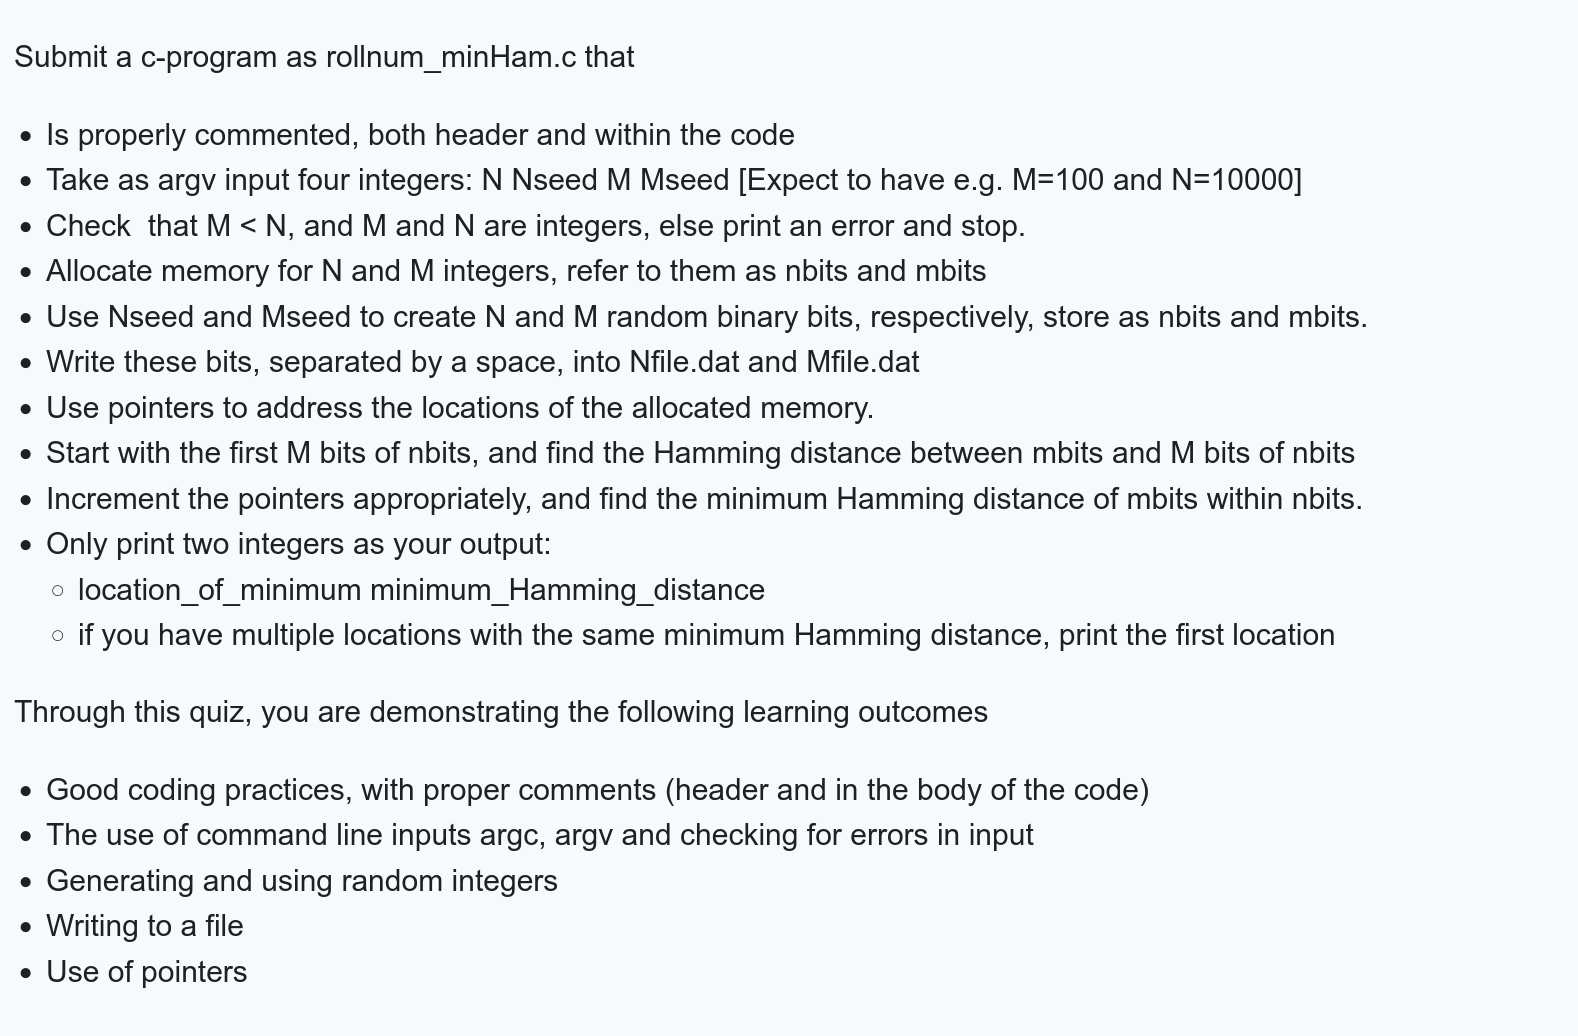 Submit a c-program as rollnum_minHam.c that
• Is properly commented, both header and within the code
• Take as argv input four integers: N Nseed M Mseed [Expect to have e.g. M=100 and N=10000]
• Check  that M < N, and M and N are integers, else print an error and stop.
• Allocate memory for N and M integers, refer to them as nbits and mbits
• Use Nseed and Mseed to create N and M random binary bits, respectively, store as nbits and mbits.
• Write these bits, separated by a space, into Nfile.dat and Mfile.dat
• Use pointers to address the locations of the allocated memory.
• Start with the first M bits of nbits, and find the Hamming distance between mbits and M bits of nbits
• Increment the pointers appropriately, and find the minimum Hamming distance of mbits within nbits.
• Only print two integers as your output:
○ location_of_minimum minimum_Hamming_distance
○ if you have multiple locations with the same minimum Hamming distance, print the first location
Through this quiz, you are demonstrating the following learning outcomes
• Good coding practices, with proper comments (header and in the body of the code)
• The use of command line inputs argc, argv and checking for errors in input
• Generating and using random integers
• Writing to a file
• Use of pointers